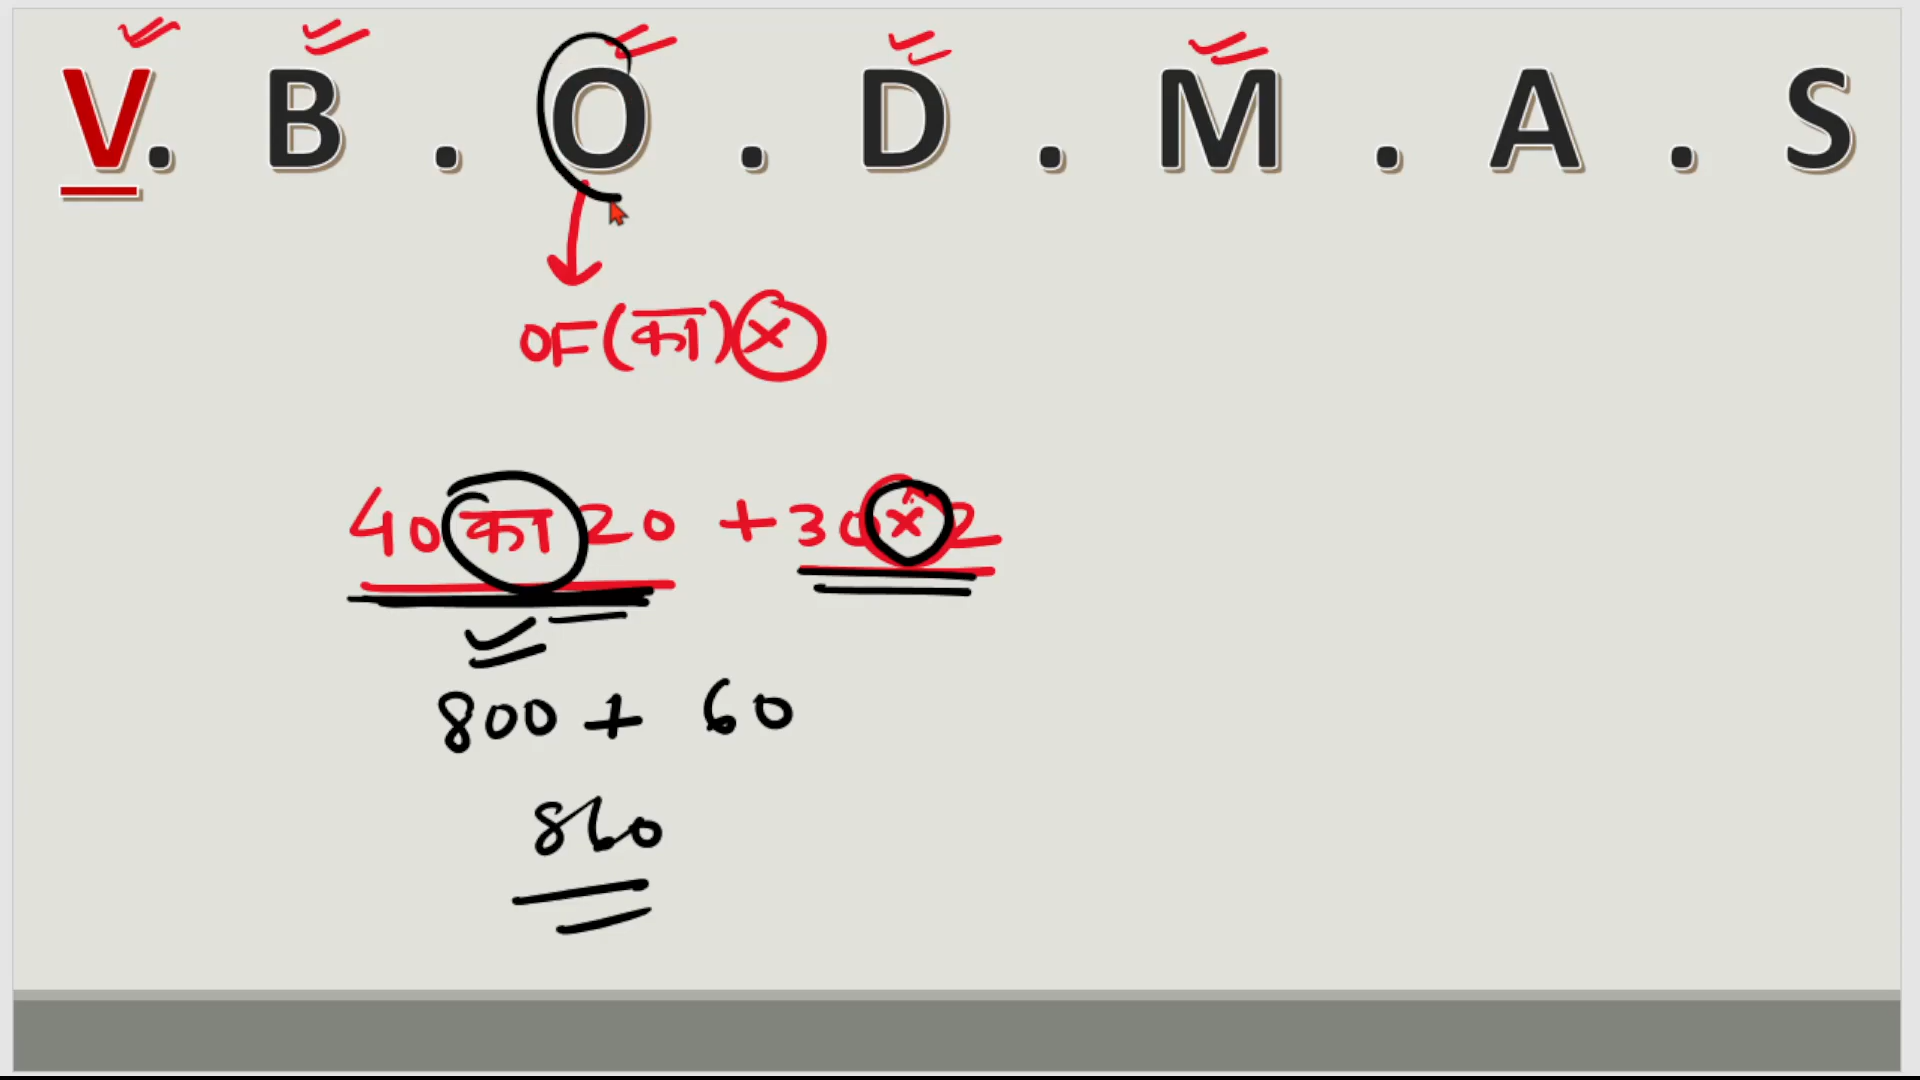 V. B . O . D . M . A . S
OF (का) ×
40 का 20 + 30 × 2
800 + 60
860